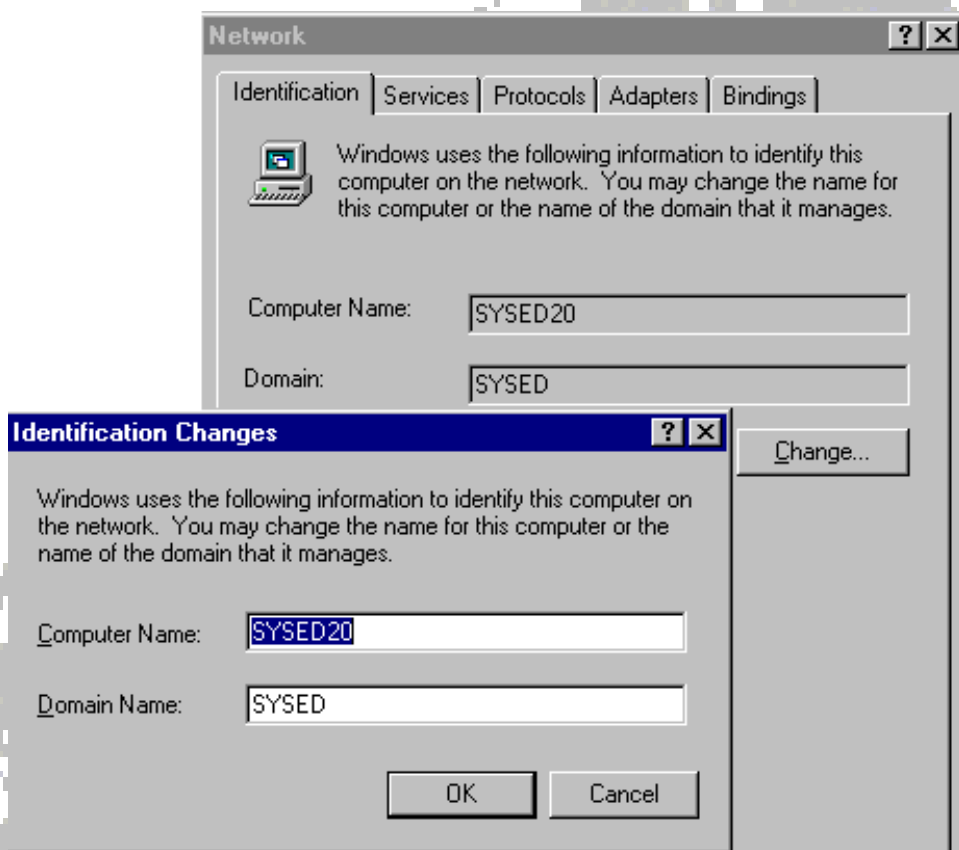 Network
Identification Services Protocols Adapters Bindings
Windows uses the following information to identify this
computer on the network. You may change the name for
this computer or the name of the domain that it manages.
Computer Name: SYSED20
Domain: SYSED
Change...
Identification Changes
Windows uses the following information to identify this computer on
the network. You may change the name for this computer or the
name of the domain that it manages.
Computer Name: SYSED20
Domain Name: SYSED
OK Cancel